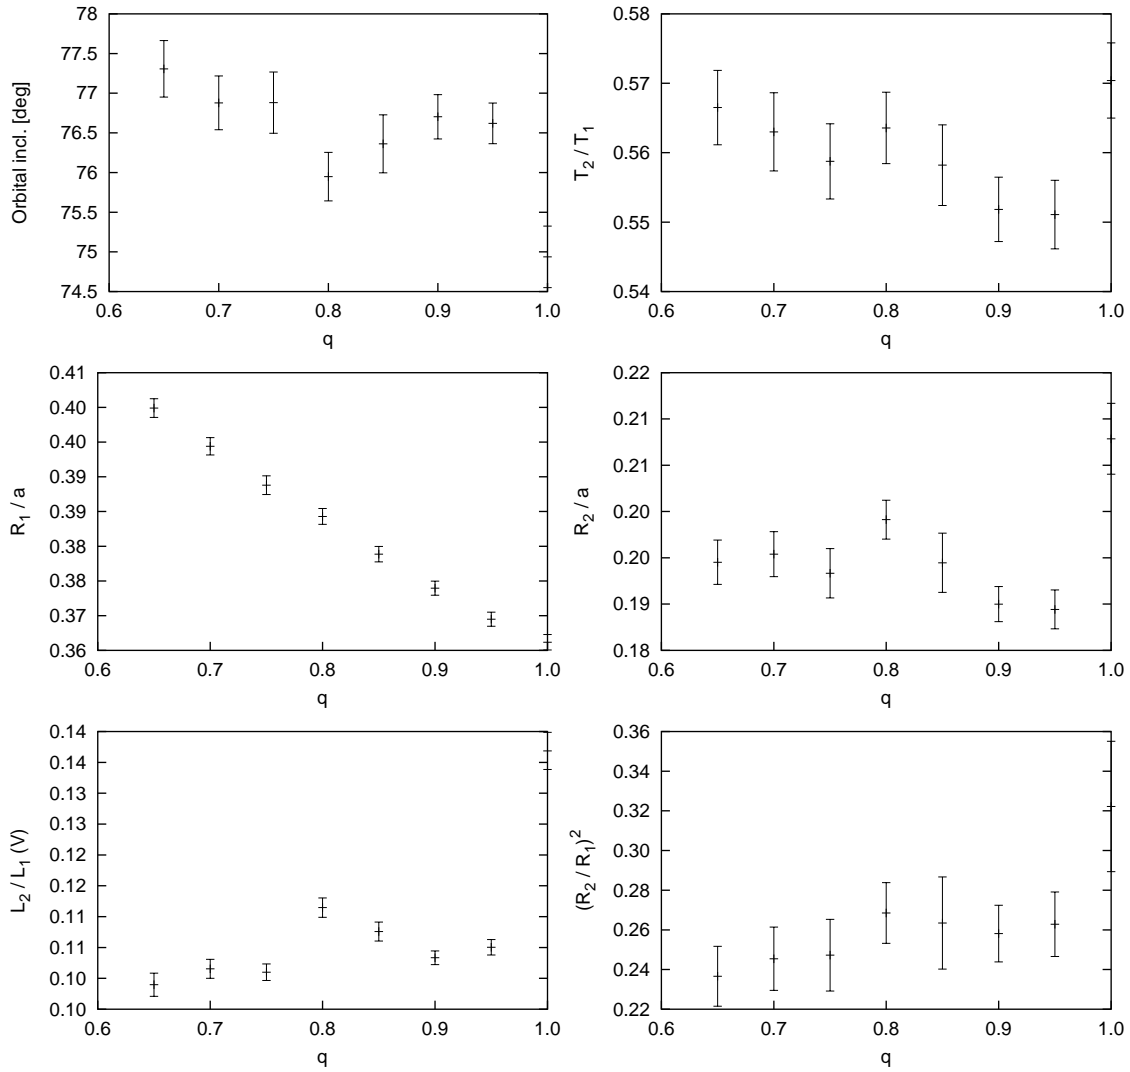 78
77.5
77
76.5
76
75.5
75
74.5
Orbital incl. [deg]
0.6 0.7 0.8 0.9 1.0
q
0.58
0.57
0.56
0.55
0.54
T2 / T1
0.6 0.7 0.8 0.9 1.0
q
0.41
0.40
0.40
0.39
0.39
0.38
0.38
0.37
0.36
R1 / a
0.6 0.7 0.8 0.9 1.0
q
0.22
0.21
0.21
0.20
0.20
0.19
0.18
R2 / a
0.6 0.7 0.8 0.9 1.0
q
0.14
0.14
0.13
0.13
0.12
0.12
0.11
0.11
0.10
0.10
L2 / L1 (V)
0.6 0.7 0.8 0.9 1.0
q
0.36
0.34
0.32
0.30
0.28
0.26
0.24
0.22
(R2 / R1)2
0.6 0.7 0.8 0.9 1.0
q